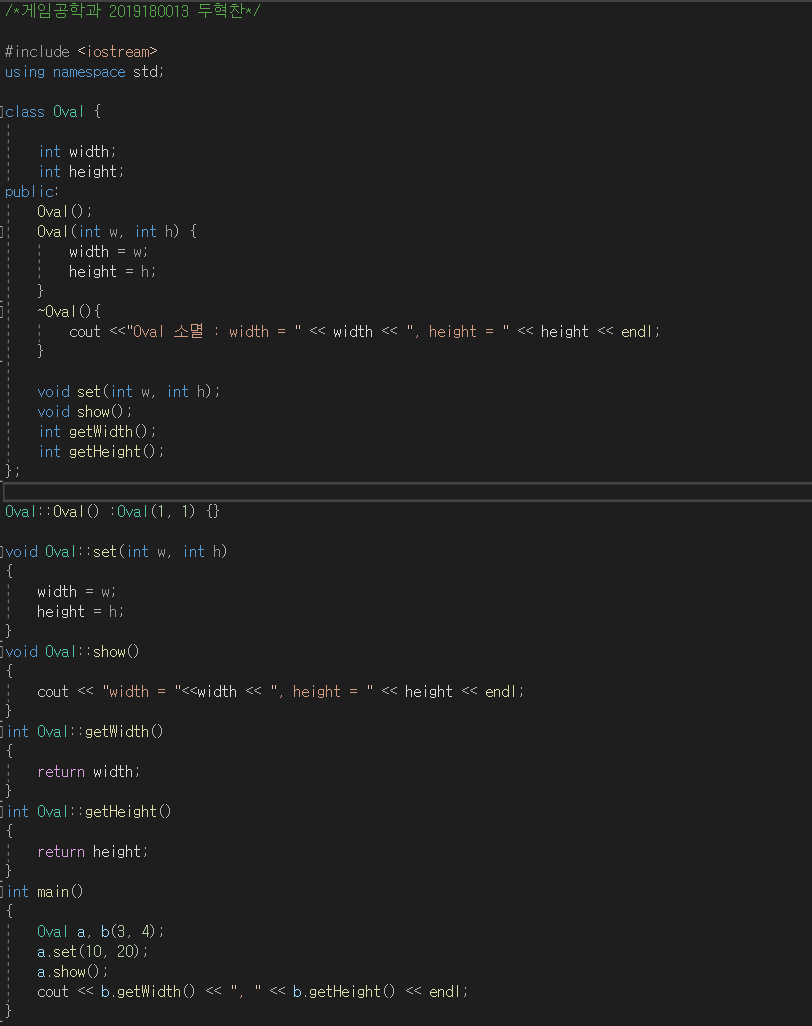 /*게임공학과 2019180013 두혁찬*/
#include <iostream>
using namespace std;
class Oval {
int width;
int height;
public:
Oval();
Oval(int w, int h) {
width = w;
height = h;
}
~Oval(){
cout <<"Oval 소멸 : width = " << width << ", height = " << height << endl;
}
void set(int w, int h);
void show();
int getWidth();
int getHeight();
};
Oval::Oval() :Oval(1, 1) {}
void Oval::set(int w, int h)
{
width = w;
height = h;
}
void Oval::show()
{
cout << "width = "<<width << ", height = " << height << endl;
}
int Oval::getWidth()
{
return width;
}
int Oval::getHeight()
{
return height;
}
int main()
{
Oval a, b(3, 4);
a.set(10, 20);
a.show();
cout << b.getWidth() << ", " << b.getHeight() << endl;
}